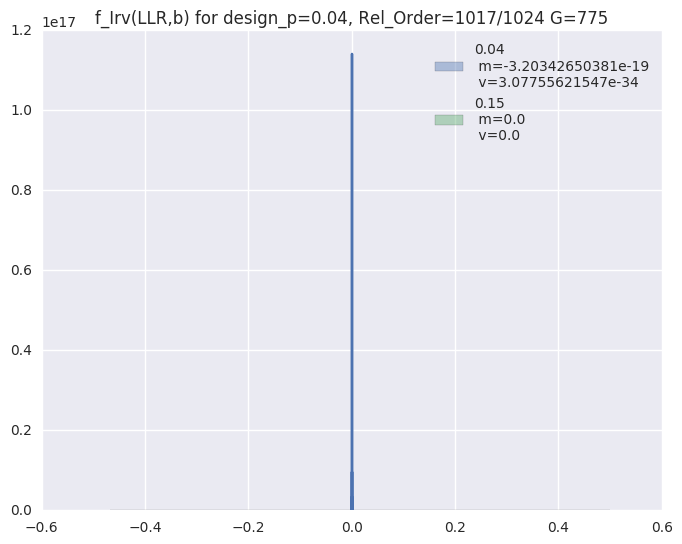 f_Irv(LLR,b) for design_p=0.04, Rel_Order=1017/1024 G=775
1e17
1.2
1.0
0.8
0.6
0.4
0.2
0.0
−0.6 −0.4 −0.2 0.0 0.2 0.4 0.6
0.04
m=-3.20342650381e-19
v=3.07755621547e-34
0.15
m=0.0
v=0.0